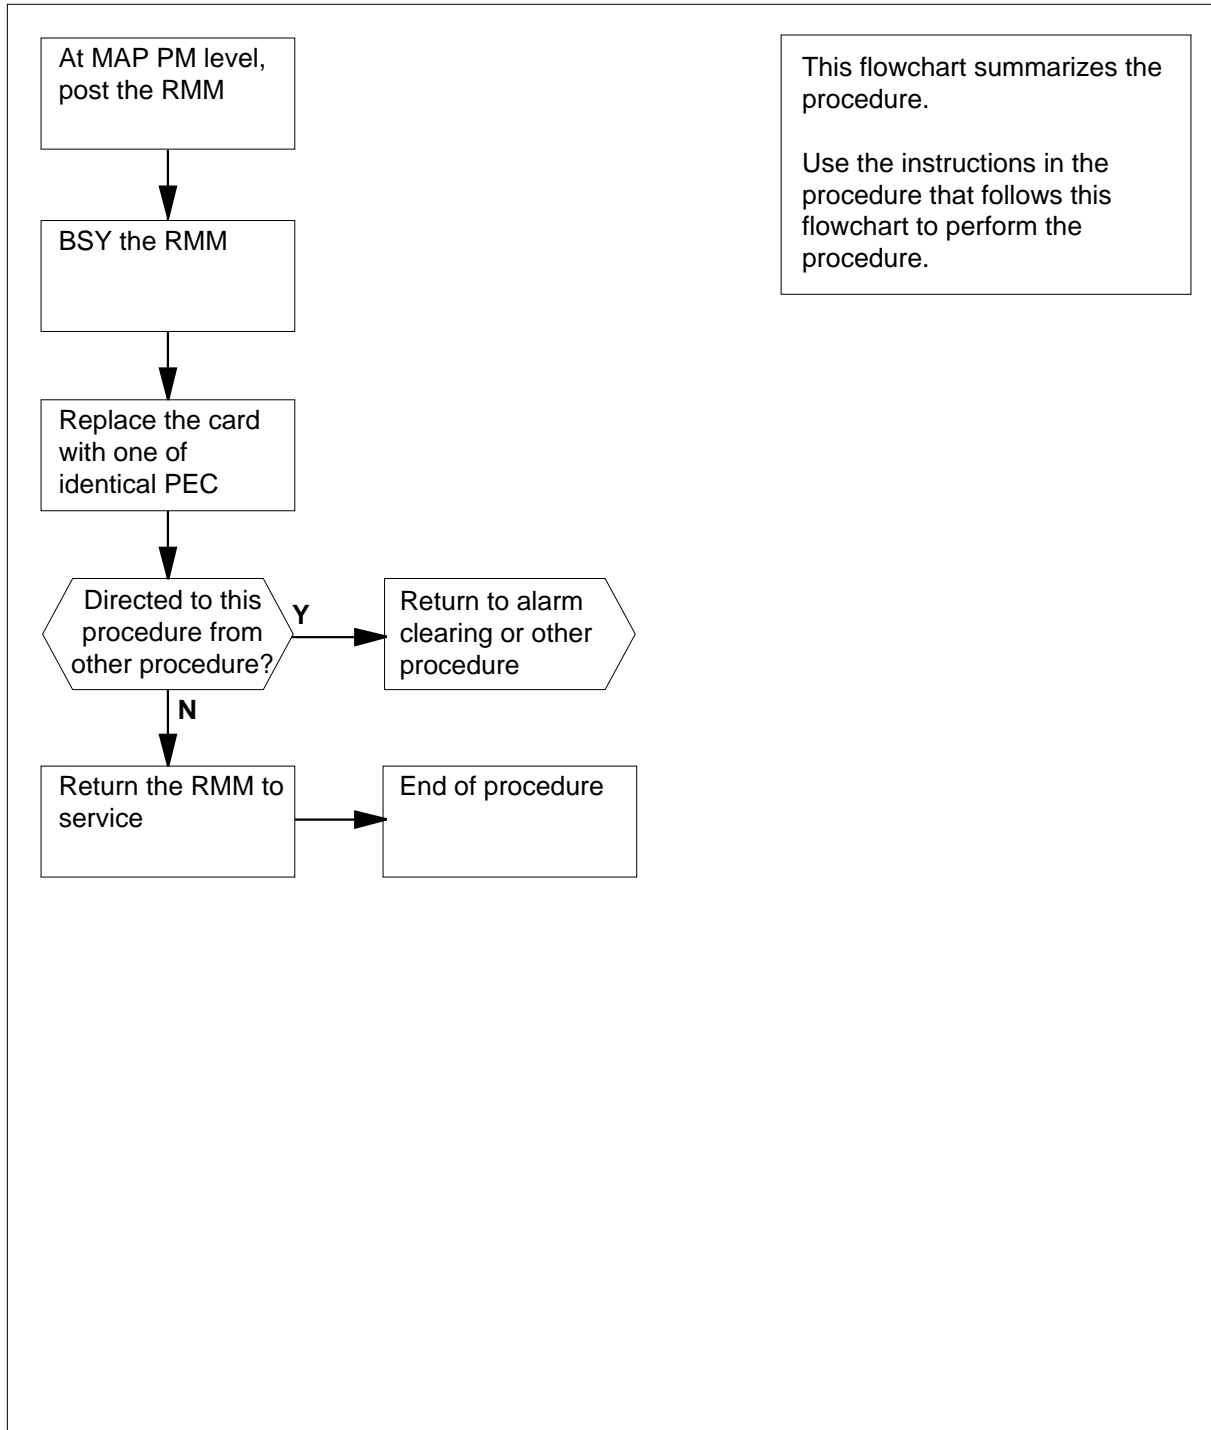 At MAP PM level,
post the RMM
This flowchart summarizes the
procedure.
Use the instructions in the
procedure that follows this
flowchart to perform the
procedure.
BSY the RMM
Replace the card
with one of
identical PEC
Directed to this
procedure from
other procedure?
Y
Return to alarm
clearing or other
procedure
N
Return the RMM to
service
End of procedure